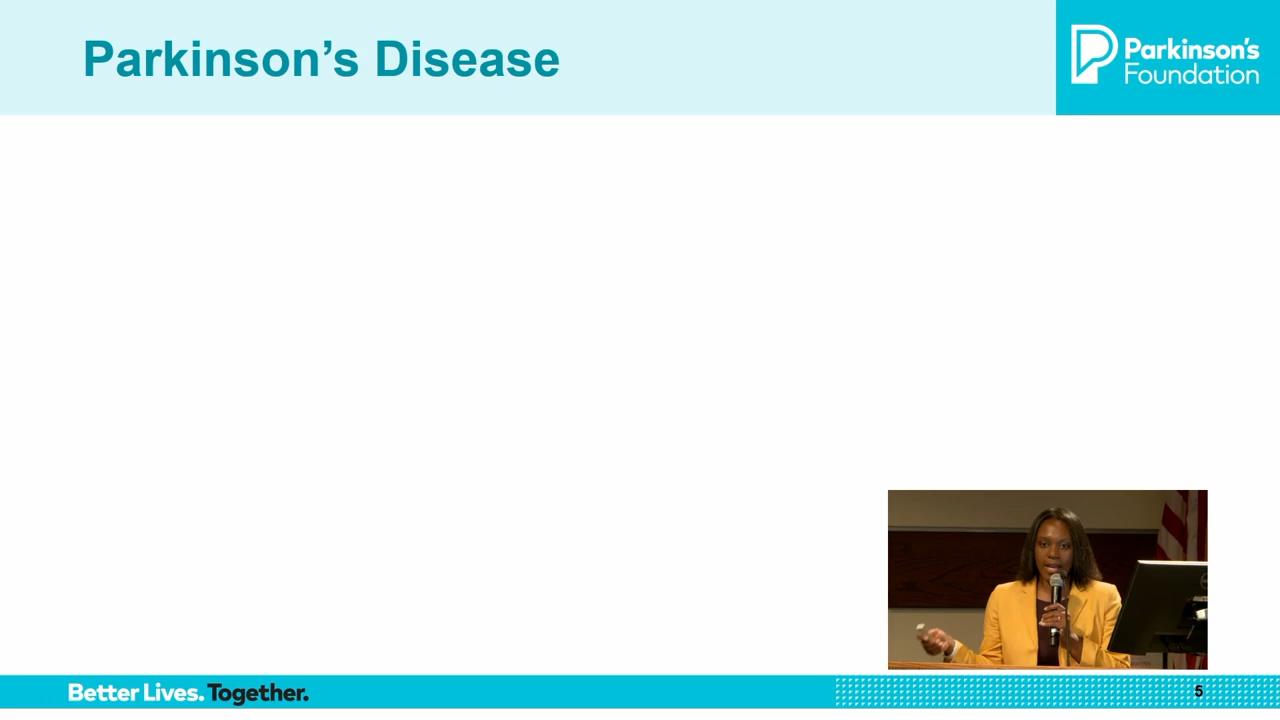 Parkinson’s Disease
Parkinson's
Foundation
Better Lives. Together.
5